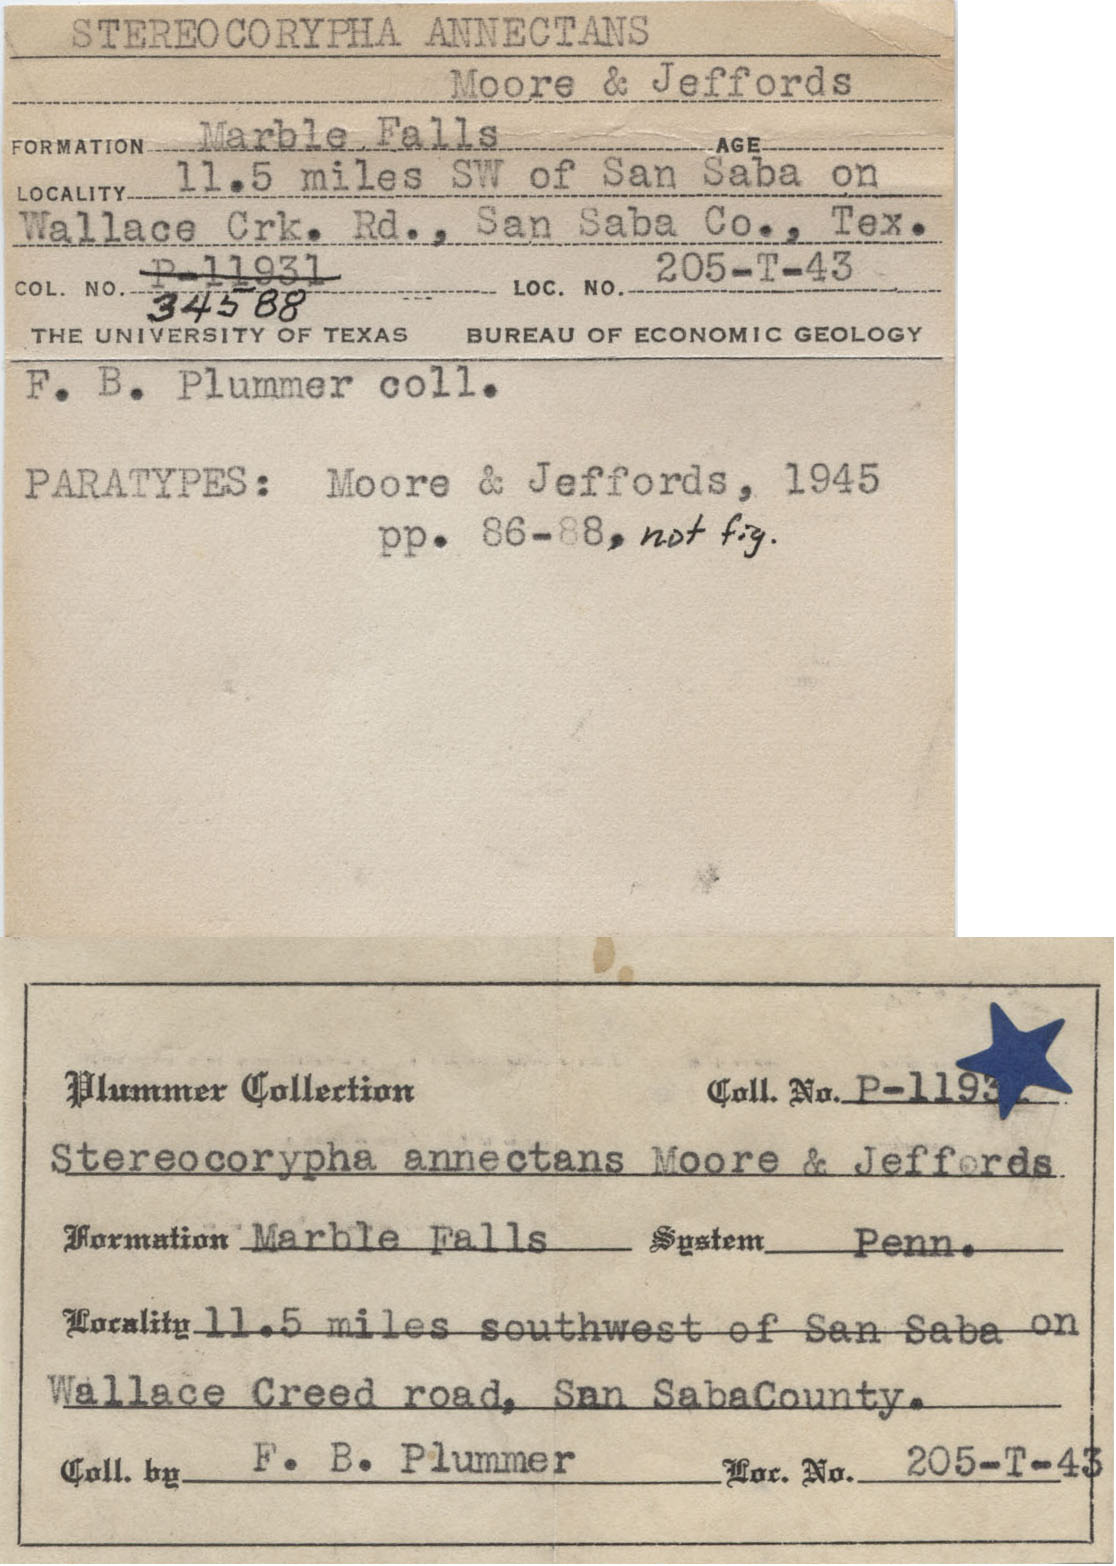 STEREOCORYPHA ANNECTANS
Moore & Jeffords
FORMATION Marble Falls AGE
LOCALITY 11.5 miles SW of San Saba on
Wallace Crk. Rd., San Saba Co., Tex.
COL. NO. P-11931 LOC. NO. 205-T-43
34588
THE UNIVERSITY OF TEXAS BUREAU OF ECONOMIC GEOLOGY
F. B. Plummer coll.
PARATYPES: Moore & Jeffords, 1945
pp. 86-88, not fig.
Plummer Collection Coll. No. P-1193
Stereocorypha annectans Moore & Jeffords
Formation Marble Falls System Penn.
Locality 11.5 miles southwest of San Saba on
Wallace Creed road, San SabaCounty.
Coll. by F. B. Plummer Loc. No. 205-T-43